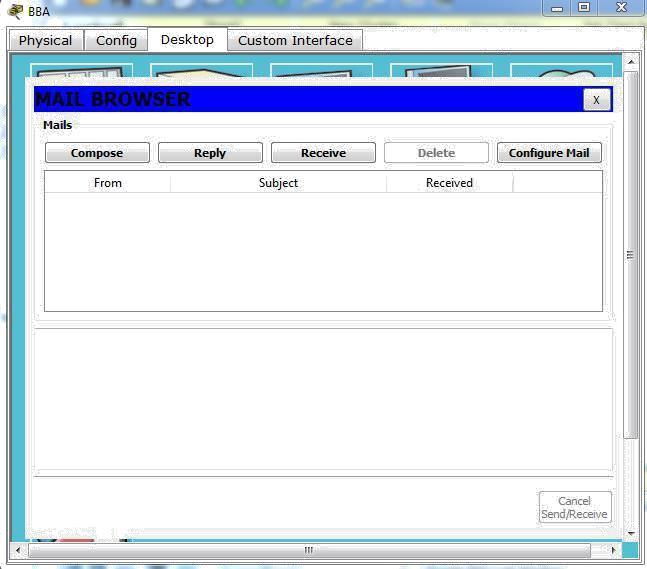 BBA
Physical Config Desktop Custom Interface
MAIL BROWSER X
Mails
Compose Reply Receive Delete Configure Mail
From Subject Received
Cancel
Send/Receive